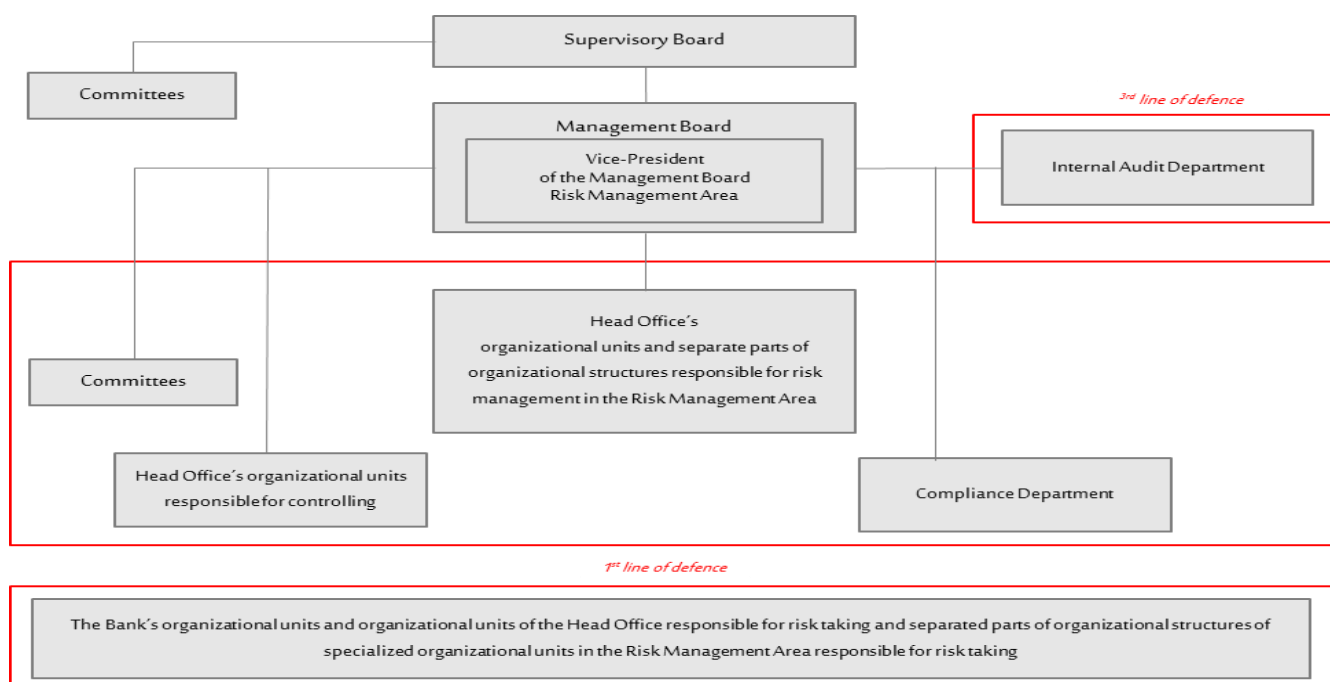 Supervisory Board
Committees
3rd line of defence
Management Board
Vice-President
of the Management Board
Risk Management Area
Internal Audit Department
Head Office´s
organizational units and separate parts of
organizational structures responsible for risk
management in the Risk Management Area
Committees
Head Office´s organizational units
responsible for controlling
Compliance Department
1st line of defence
The Bank´s organizational units and organizational units of the Head Office responsible for risk taking and separated parts of organizational structures of
specialized organizational units in the Risk Management Area responsible for risk taking